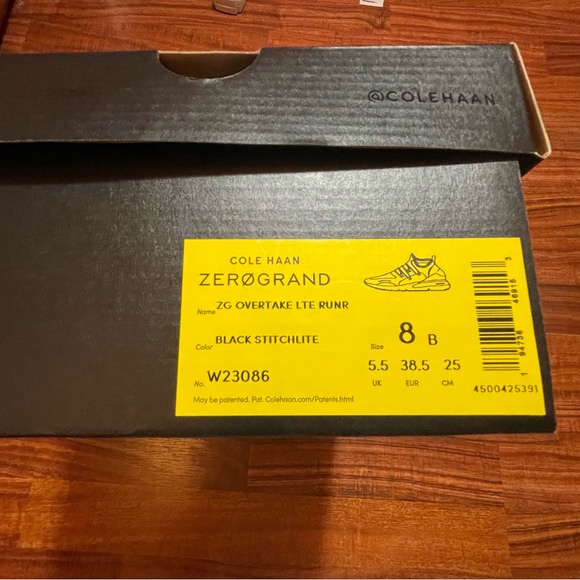 @COLEHAAN
COLE HAAN
ZERØGRAND
Name ZG OVERTAKE LTE RUNR
Color BLACK STITCHLITE
No. W23086
Size 8 B
5.5 38.5 25
UK EUR CM
May be patented, Pat. Colehaan.com/Patents.html
4500425391